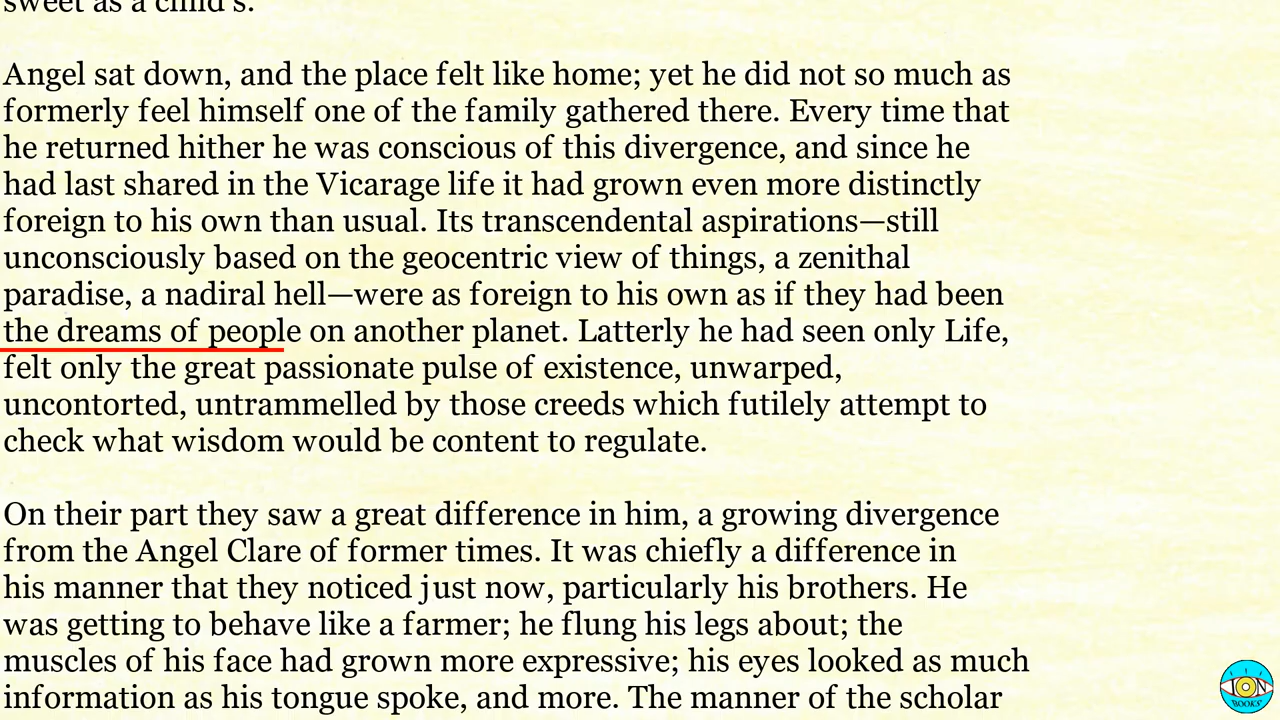 sweet as a child's.
Angel sat down, and the place felt like home; yet he did not so much as
formerly feel himself one of the family gathered there. Every time that
he returned hither he was conscious of this divergence, and since he
had last shared in the Vicarage life it had grown even more distinctly
foreign to his own than usual. Its transcendental aspirations—still
unconsciously based on the geocentric view of things, a zenithal
paradise, a nadiral hell—were as foreign to his own as if they had been
the dreams of people on another planet. Latterly he had seen only Life,
felt only the great passionate pulse of existence, unwarped,
uncontorted, untrammelled by those creeds which futilely attempt to
check what wisdom would be content to regulate.
On their part they saw a great difference in him, a growing divergence
from the Angel Clare of former times. It was chiefly a difference in
his manner that they noticed just now, particularly his brothers. He
was getting to behave like a farmer; he flung his legs about; the
muscles of his face had grown more expressive; his eyes looked as much
information as his tongue spoke, and more. The manner of the scholar
ION
BOOKS